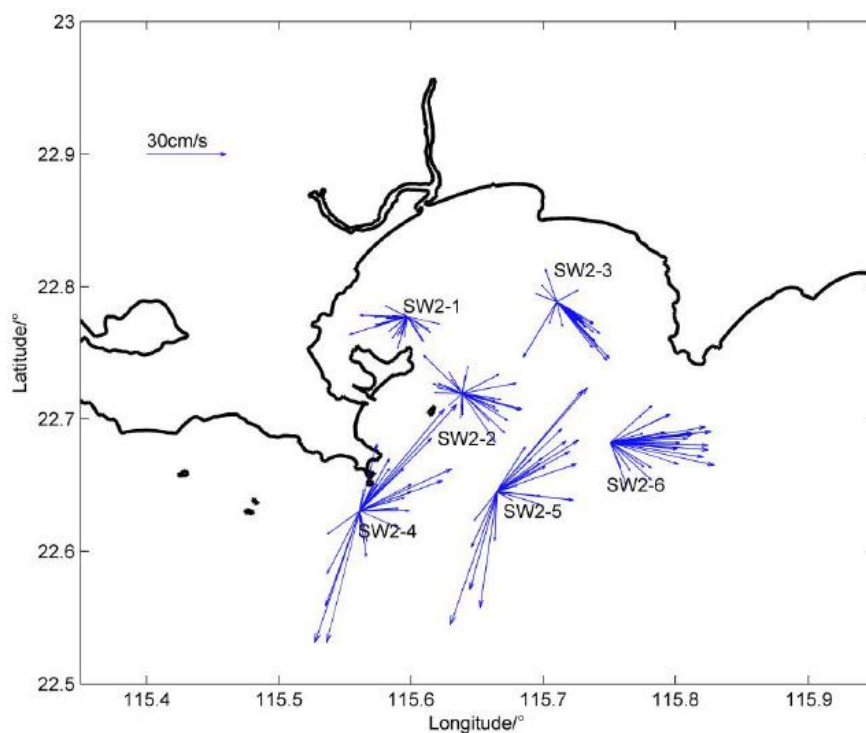 23
22.9
22.8
22.7
22.6
22.5
Latitude/°
30cm/s
SW2-3
SW2-1
SW2-2
SW2-6
SW2-5
SW2-4
115.4 115.5 115.6 115.7 115.8 115.9
Longitude/°